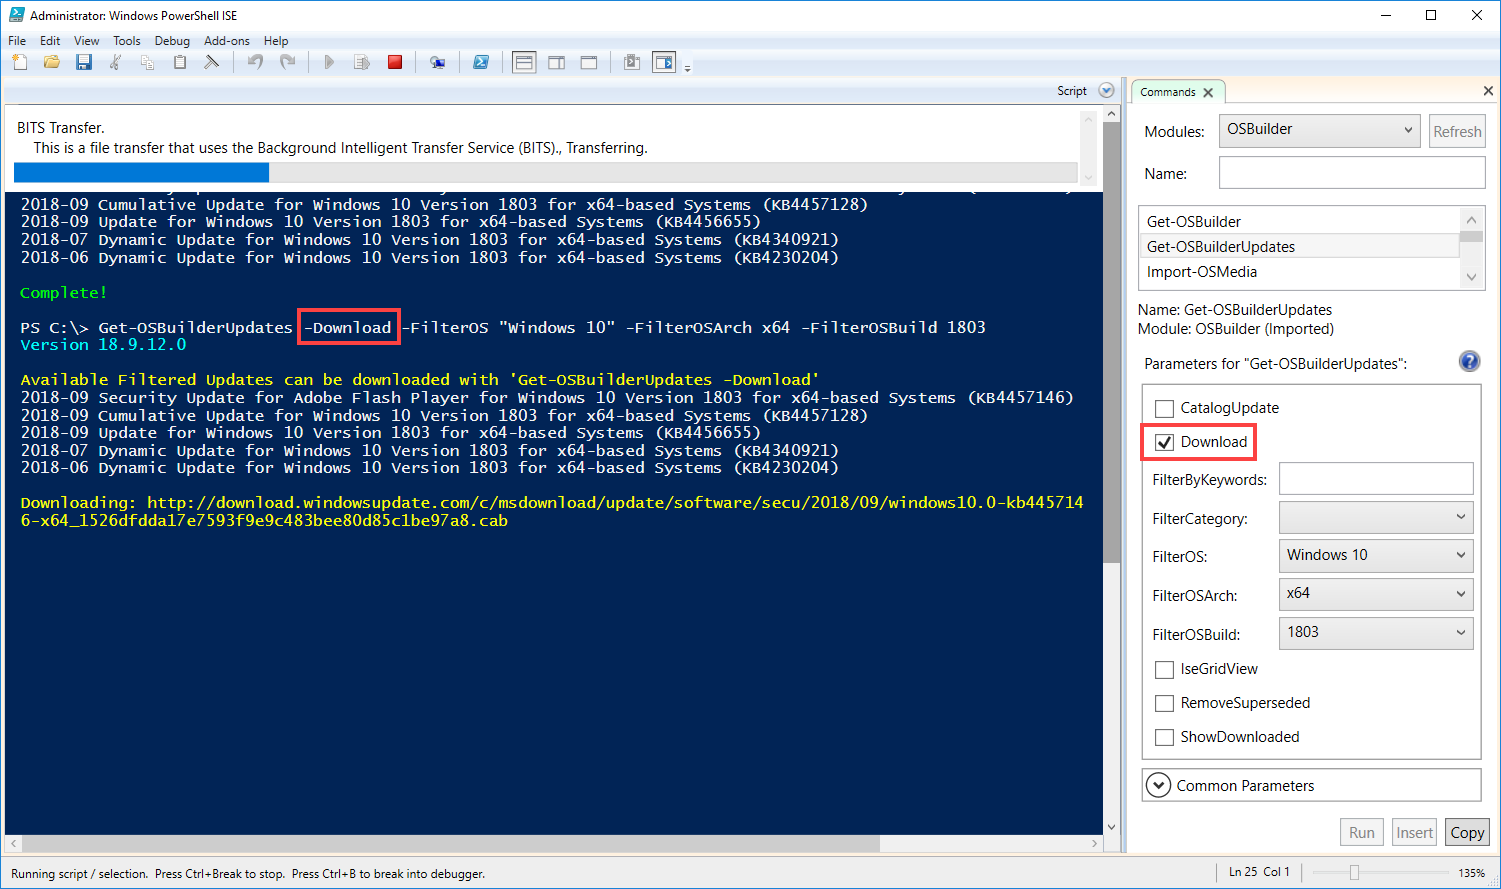 Administrator: Windows PowerShell ISE
File Edit View Tools Debug Add-ons Help
Script
BITS Transfer.
This is a file transfer that uses the Background Intelligent Transfer Service (BITS)., Transferring.
2018-09 Cumulative Update for Windows 10 Version 1803 for x64-based Systems (KB4457128)
2018-09 Update for Windows 10 Version 1803 for x64-based Systems (KB4456655)
2018-07 Dynamic Update for Windows 10 Version 1803 for x64-based Systems (KB4340921)
2018-06 Dynamic Update for Windows 10 Version 1803 for x64-based Systems (KB4230204)
Complete!
PS C:\> Get-OSBuilderUpdates -Download -FilterOS "Windows 10" -FilterOSArch x64 -FilterOSBuild 1803
Version 18.9.12.0
Available Filtered Updates can be downloaded with 'Get-OSBuilderUpdates -Download'
2018-09 Security Update for Adobe Flash Player for Windows 10 Version 1803 for x64-based Systems (KB4457146)
2018-09 Cumulative Update for Windows 10 Version 1803 for x64-based Systems (KB4457128)
2018-09 Update for Windows 10 Version 1803 for x64-based Systems (KB4456655)
2018-07 Dynamic Update for Windows 10 Version 1803 for x64-based Systems (KB4340921)
2018-06 Dynamic Update for Windows 10 Version 1803 for x64-based Systems (KB4230204)
Downloading: http://download.windowsupdate.com/c/msdownload/update/software/secu/2018/09/windows10.0-kb445714
6-x64_1526dfdda17e7593f9e9c483bee80d85c1be97a8.cab
Commands
Modules: OSBuilder Refresh
Name:
Get-OSBuilder
Get-OSBuilderUpdates
Import-OSMedia
Name: Get-OSBuilderUpdates
Module: OSBuilder (Imported)
Parameters for "Get-OSBuilderUpdates":
CatalogUpdate
Download
FilterByKeywords:
FilterCategory:
FilterOS: Windows 10
FilterOSArch: x64
FilterOSBuild: 1803
IseGridView
RemoveSuperseded
ShowDownloaded
Common Parameters
Run Insert Copy
Running script / selection. Press Ctrl+Break to stop. Press Ctrl+B to break into debugger.
Ln 25 Col 1
135%